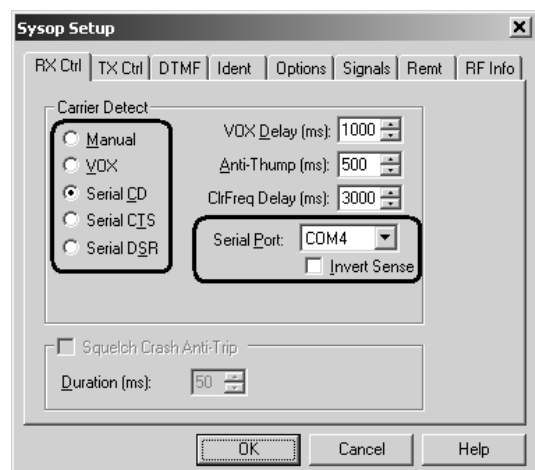 Sysop Setup
RX Ctrl TX Ctrl DTMF Ident Options Signals Remt RF Info
Carrier Detect
Manual
VOX
Serial CD
Serial CTS
Serial DSR
VOX Delay (ms): 1000
Anti-Thump (ms): 500
ClrFreq Delay (ms): 3000
Serial Port: COM4
Invert Sense
Squelch Crash Anti-Trip
Duration (ms): 50
OK Cancel Help